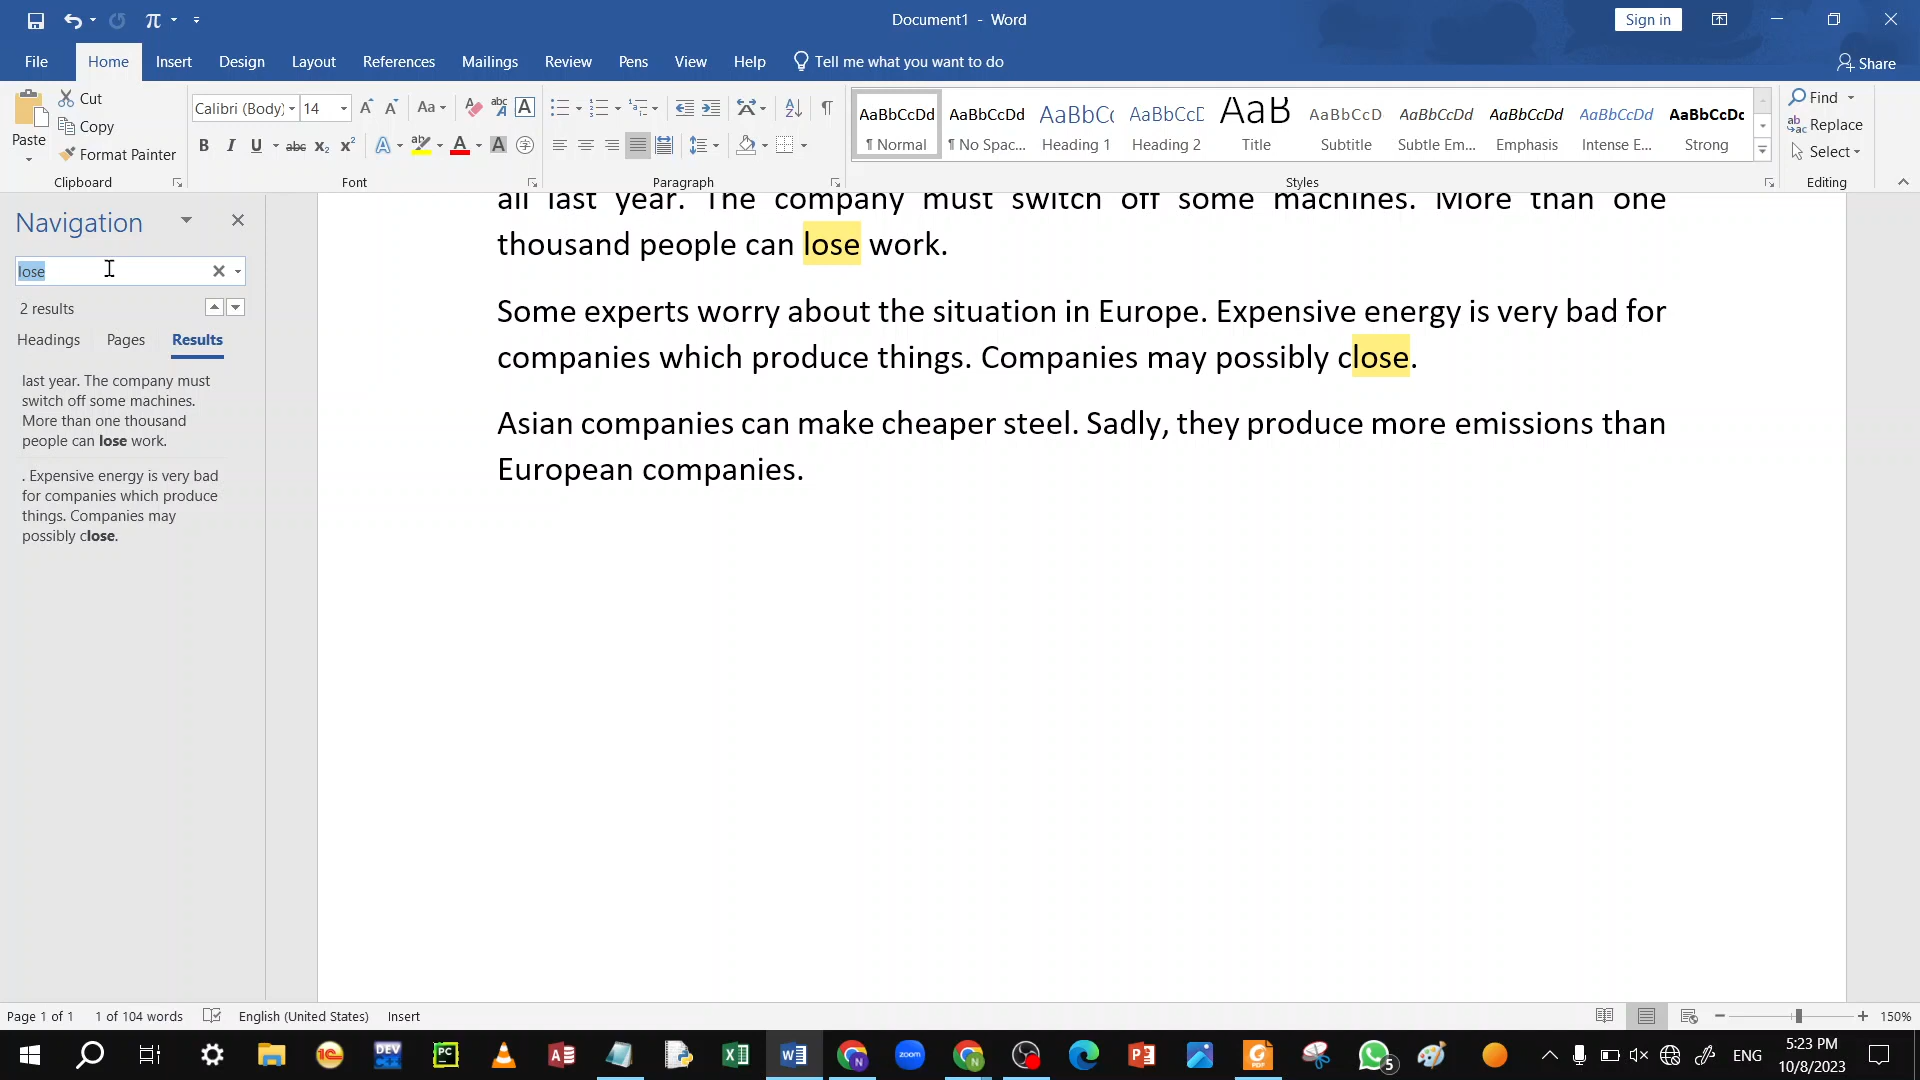 Document1 - Word
Sign in
File Home Insert Design Layout References Mailings Review Pens View Help Tell me what you want to do
Share
Paste
Cut
Copy
Format Painter
Clipboard
Calibri (Body) 14
Font
Paragraph
AaBbCcDd AaBbCcDd AaBbCc AaBbCcD AaB AaBbCcD AaBbCcDd AaBbCcDd AaBbCcDd AaBbCcDc
¶ Normal ¶ No Spac... Heading 1 Heading 2 Title Subtitle Subtle Em... Emphasis Intense E... Strong
Styles
Find
Replace
Select
Editing
Navigation
lose
2 results
Headings Pages Results
last year. The company must
switch off some machines.
More than one thousand
people can lose work.
. Expensive energy is very bad
for companies which produce
things. Companies may
possibly close.
all last year. The company must switch off some machines. More than one
thousand people can lose work.
Some experts worry about the situation in Europe. Expensive energy is very bad for
companies which produce things. Companies may possibly close.
Asian companies can make cheaper steel. Sadly, they produce more emissions than
European companies.
Page 1 of 1 1 of 104 words English (United States) Insert
150%
ENG
5:23 PM
10/8/2023